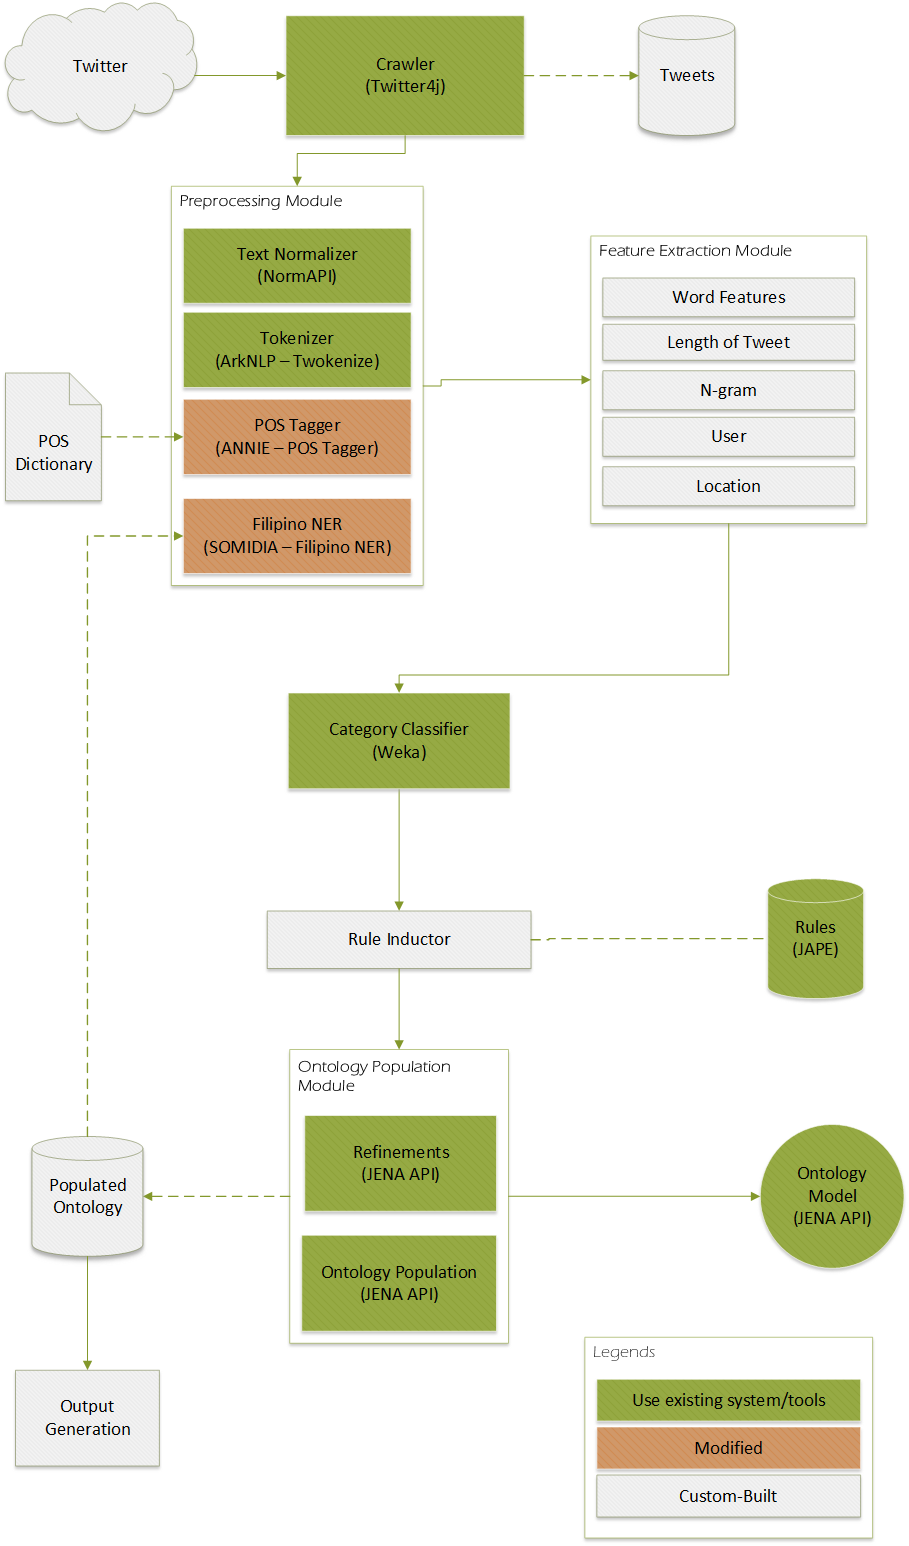 Twitter
Crawler
(Twitter4j)
Tweets
Preprocessing Module
Text Normalizer
(NormAPI)
Tokenizer
(ArkNLP – Twokenize)
POS Tagger
(ANNIE – POS Tagger)
Filipino NER
(SOMIDIA – Filipino NER)
POS
Dictionary
Feature Extraction Module
Word Features
Length of Tweet
N-gram
User
Location
Category Classifier
(Weka)
Rule Inductor
Rules
(JAPE)
Ontology Population
Module
Refinements
(JENA API)
Ontology Population
(JENA API)
Populated
Ontology
Ontology
Model
(JENA API)
Output
Generation
Legends
Use existing system/tools
Modified
Custom-Built